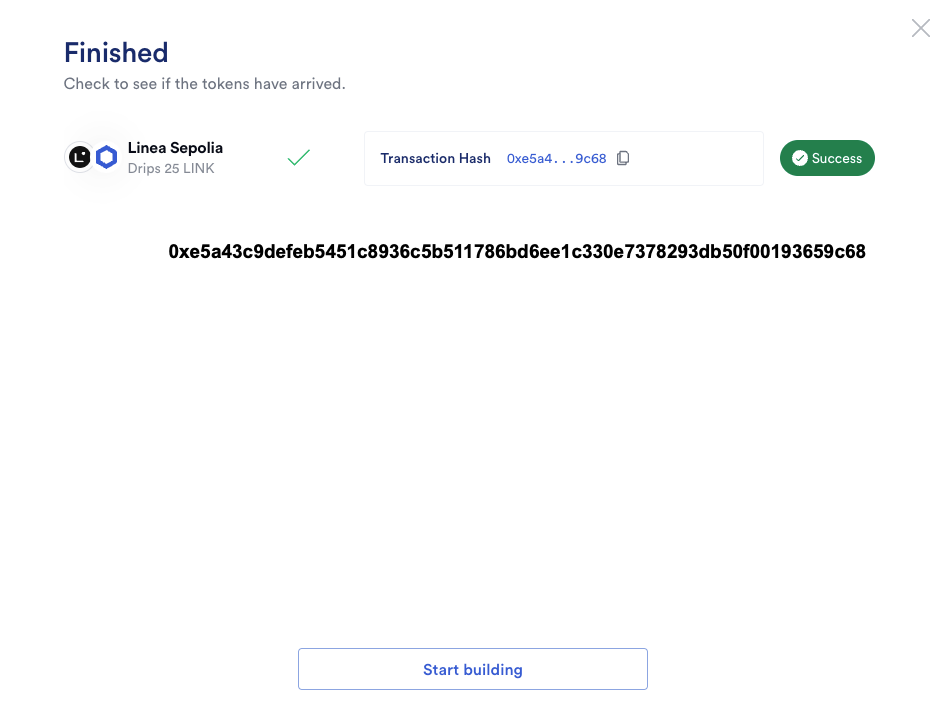 Finished
Check to see if the tokens have arrived.
Linea Sepolia
Drips 25 LINK
Transaction Hash 0xe5a4...9c68
Success
0xe5a43c9defeb5451c8936c5b511786bd6ee1c330e7378293db50f00193659c68
Start building